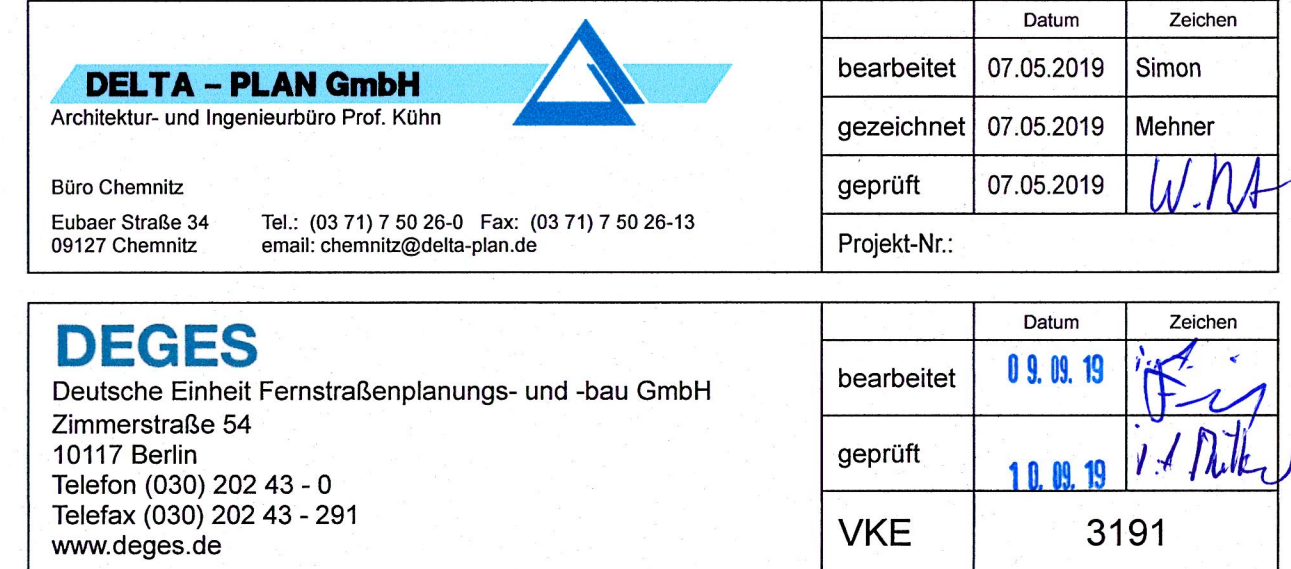 DELTA – PLAN GmbH
Architektur- und Ingenieurbüro Prof. Kühn
Büro Chemnitz
Eubaer Straße 34 Tel.: (03 71) 7 50 26-0 Fax: (03 71) 7 50 26-13
09127 Chemnitz email: chemnitz@delta-plan.de
Datum Zeichen
bearbeitet 07.05.2019 Simon
gezeichnet 07.05.2019 Mehner
geprüft 07.05.2019
Projekt-Nr.:
DEGES
Deutsche Einheit Fernstraßenplanungs- und -bau GmbH
Zimmerstraße 54
10117 Berlin
Telefon (030) 202 43 - 0
Telefax (030) 202 43 - 291
www.deges.de
Datum Zeichen
bearbeitet 09. 09. 19 i.A.
geprüft 10. 09. 19 i.A
VKE 3191